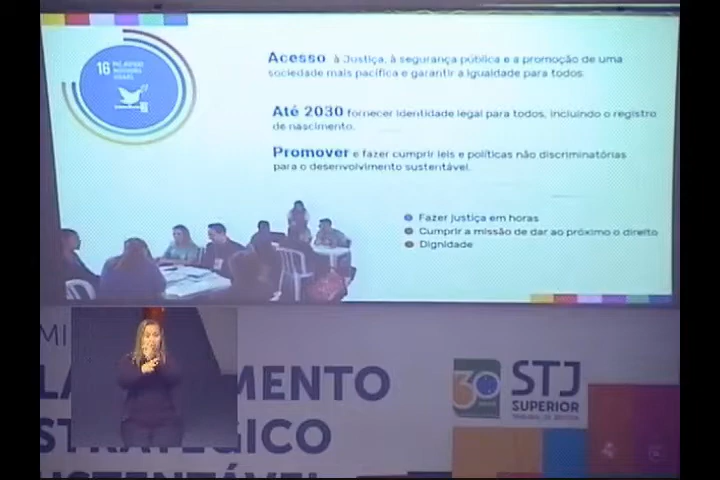 16 PAZ, JUSTIÇA
Acesso à Justiça, à segurança pública e a promoção de uma
sociedade mais pacífica e garantir a igualdade para todos.
Até 2030 fornecer identidade legal para todos, incluindo o registro
de nascimento.
Promover e fazer cumprir leis e políticas não discriminatórias
para o desenvolvimento sustentável.
Fazer justiça em horas
Cumprir a missão de dar ao próximo o direito
Dignidade
MI
LA MENTO
STRATÉGICO
SUSTENTÁVEL
30
STJ
SUPERIOR
TRIBUNAL DE JUSTIÇA